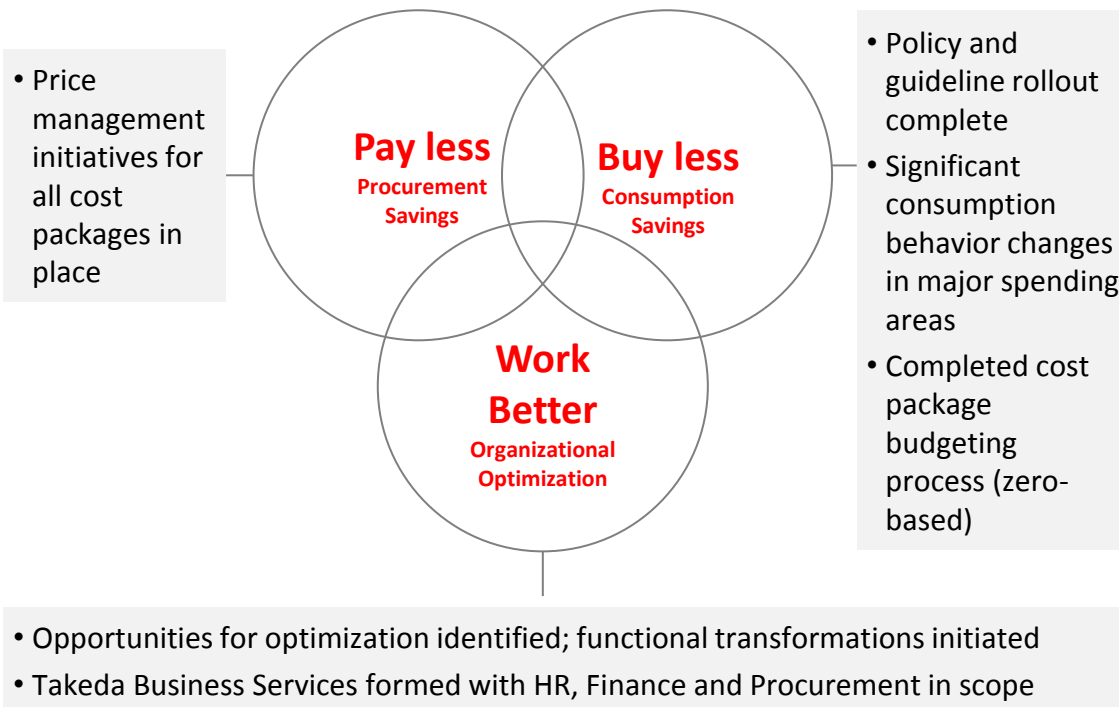 • Price
management
initiatives for
all cost
packages in
place
Pay less
Procurement
Savings
Buy less
Consumption
Savings
• Policy and
guideline rollout
complete
• Significant
consumption
behavior changes
in major spending
areas
• Completed cost
package
budgeting
process (zero-
based)
Work
Better
Organizational
Optimization
• Opportunities for optimization identified; functional transformations initiated
• Takeda Business Services formed with HR, Finance and Procurement in scope